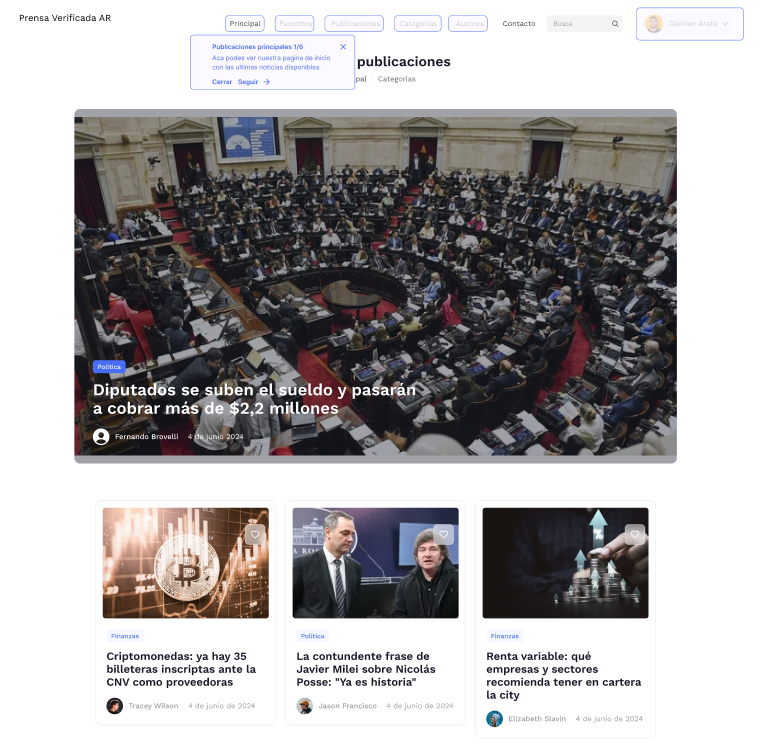 Prensa Verificada AR
Principal
Favoritos
Publicaciones
Categorías
Autores
Contacto
Busca
Damian Arata
Publicaciones principales 1/6
Aca podes ver nuestra pagina de inicio
con las ultimas noticias disponibles
Cerrar Seguir
publicaciones
pal
Categorías
Política
Diputados se suben el sueldo y pasarán
a cobrar más de $2,2 millones
Fernando Brovelli 4 de junio 2024
Finanzas
Criptomonedas: ya hay 35
billeteras inscriptas ante la
CNV como proveedoras
Tracey Wilson 4 de junio de 2024
Política
La contundente frase de
Javier Milei sobre Nicolás
Posse: "Ya es historia"
Jason Francisco 4 de junio de 2024
Finanzas
Renta variable: qué
empresas y sectores
recomienda tener en cartera
la city
Elizabeth Slavin 4 de junio de 2024